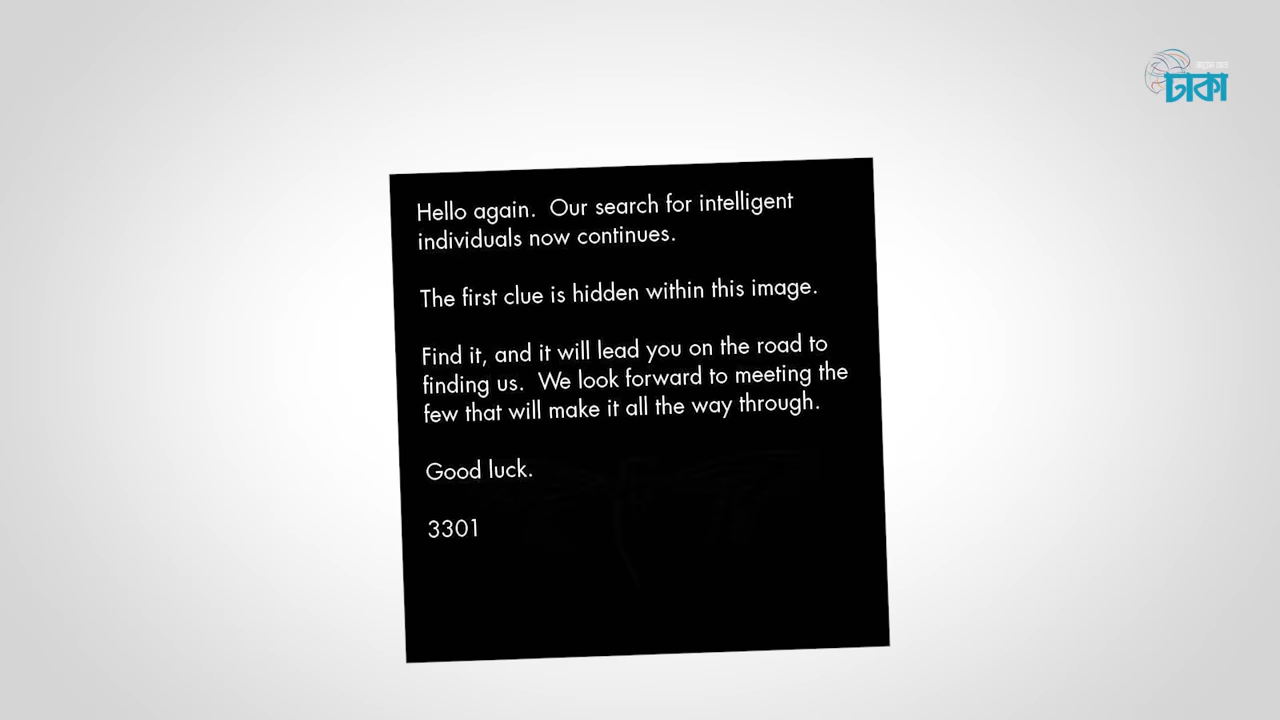 ঢাকা
Hello again. Our search for intelligent
individuals now continues.
The first clue is hidden within this image.
Find it, and it will lead you on the road to
finding us. We look forward to meeting the
few that will make it all the way through.
Good luck.
3301